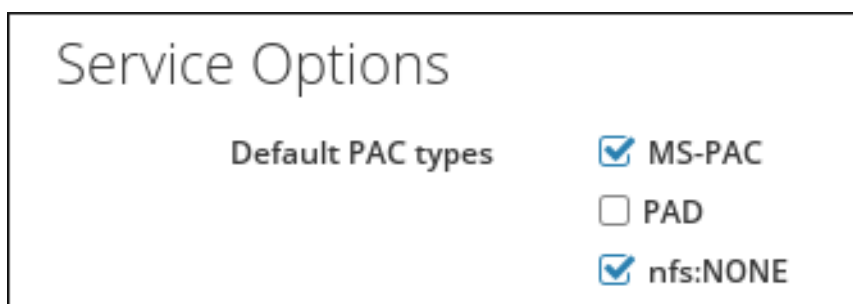 Service Options
Default PAC types MS-PAC
PAD
nfs:NONE